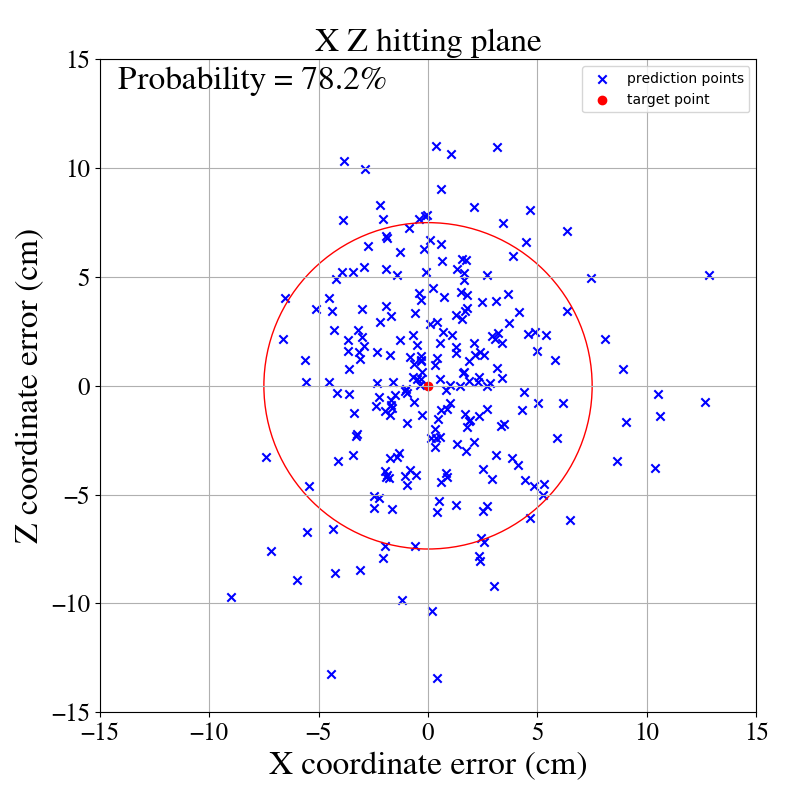 X Z hitting plane
Probability = 78.2%
prediction points
target point
Z coordinate error (cm)
15
10
5
0
−5
−10
−15
−15 −10 −5 0 5 10 15
X coordinate error (cm)